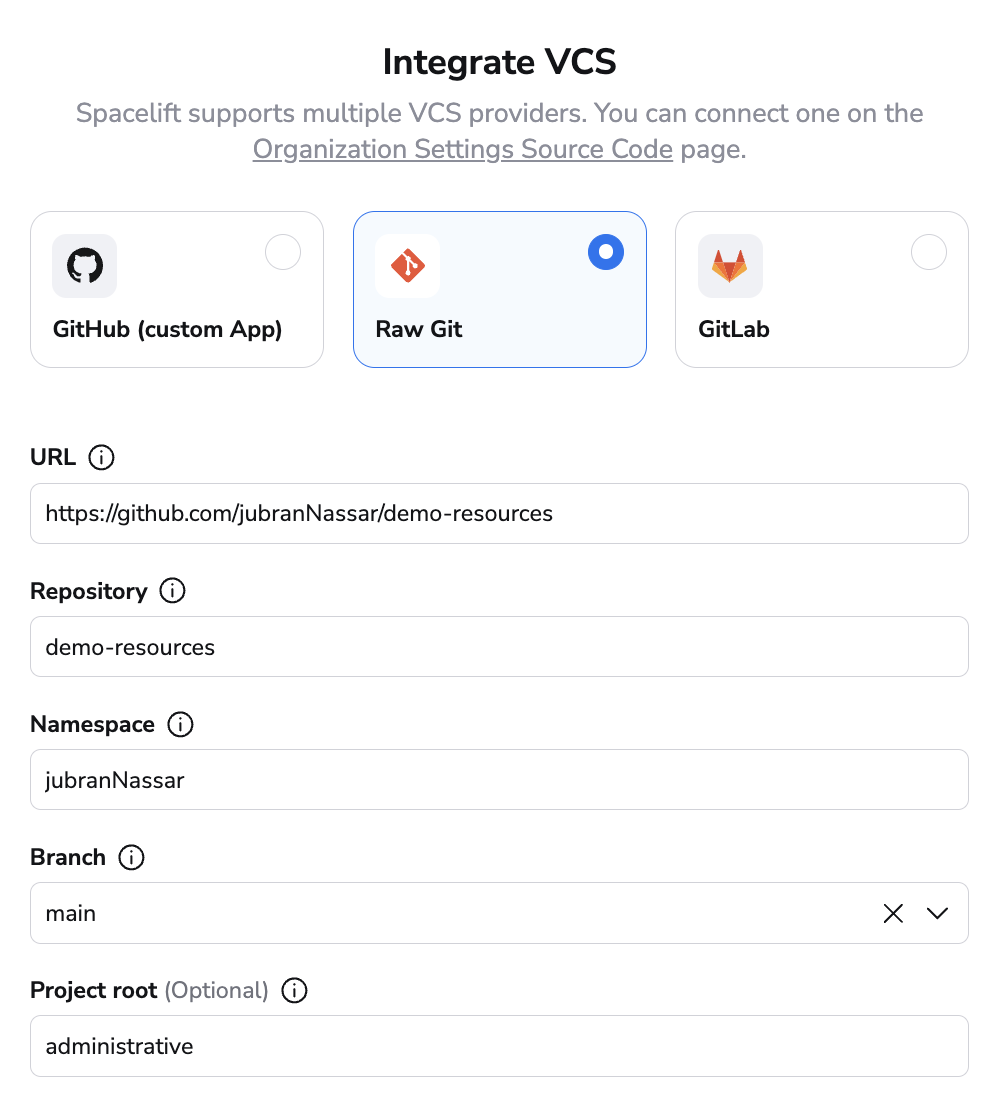 Integrate VCS
Spacelift supports multiple VCS providers. You can connect one on the
Organization Settings Source Code page.
GitHub (custom App)
Raw Git
GitLab
URL
https://github.com/jubranNassar/demo-resources
Repository
demo-resources
Namespace
jubranNassar
Branch
main
Project root (Optional)
administrative